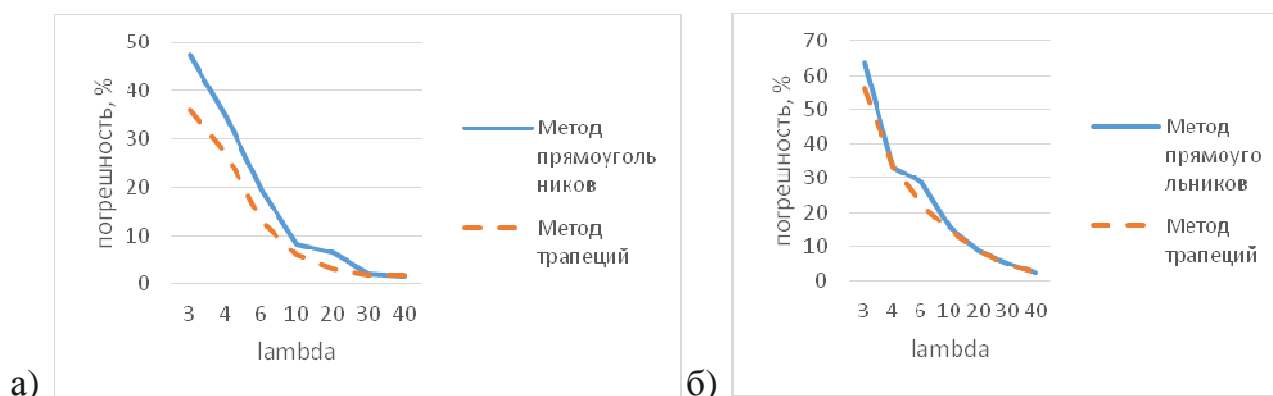 50
40
30
20
10
0
погрешность, %
3 4 6 10 20 30 40
lambda
Метод
прямоуголь
ников
Метод
трапеций
а)
70
60
50
40
30
20
10
0
погрешность, %
3 4 6 10 20 30 40
lambda
Метод
прямоуго
льников
Метод
трапеций
б)